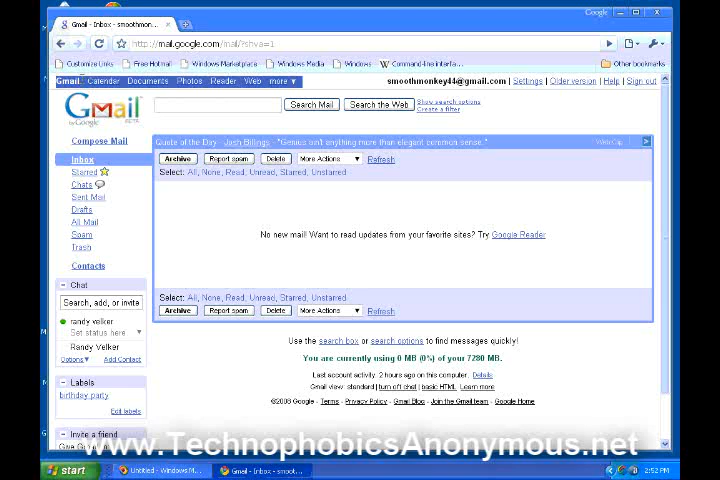 Google
Gmail - Inbox - smoothmon...
http://mail.google.com/mail/?shva=1
Customize Links Free Hotmail Windows Marketplace Windows Media Windows Command-line interfa... Other bookmarks
Gmail Calendar Documents Photos Reader Web more ▼ smoothmonkey44@gmail.com | Settings | Older version | Help | Sign out
Gmail
by Google BETA
Search Mail Search the Web Show search options
Create a filter
Compose Mail
Inbox
Starred
Chats
Sent Mail
Drafts
All Mail
Spam
Trash
Contacts
Quote of the Day - Josh Billings - "Genius isn't anything more than elegant common sense."
Archive Report spam Delete More Actions Refresh
Select: All, None, Read, Unread, Starred, Unstarred
No new mail! Want to read updates from your favorite sites? Try Google Reader
Select: All, None, Read, Unread, Starred, Unstarred
Archive Report spam Delete More Actions Refresh
Chat
Search, add, or invite
randy velker
Set status here
Randy Velker
Options ▼ Add Contact
Labels
birthday party
Edit labels
Invite a friend
Give Gmail to:
Use the search box or search options to find messages quickly!
You are currently using 0 MB (0%) of your 7280 MB.
Last account activity: 2 hours ago on this computer. Details
Gmail view: standard | turn off chat | basic HTML Learn more
©2008 Google - Terms - Privacy Policy - Gmail Blog - Join the Gmail team - Google Home
www.TechnophobicsAnonymous.net
start Untitled - Windows M... Gmail - Inbox - smoot... 2:52 PM